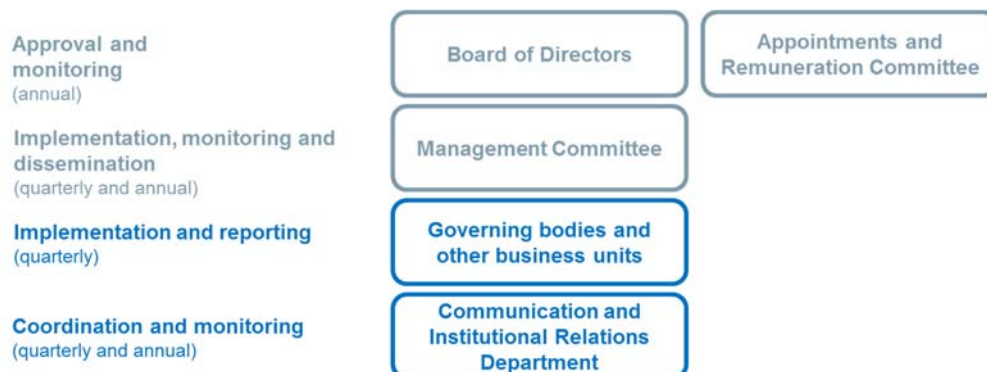 Approval and
monitoring
(annual)
Board of Directors
Appointments and
Remuneration Committee
Implementation, monitoring and
dissemination
(quarterly and annual)
Management Committee
Implementation and reporting
(quarterly)
Governing bodies and
other business units
Coordination and monitoring
(quarterly and annual)
Communication and
Institutional Relations
Department